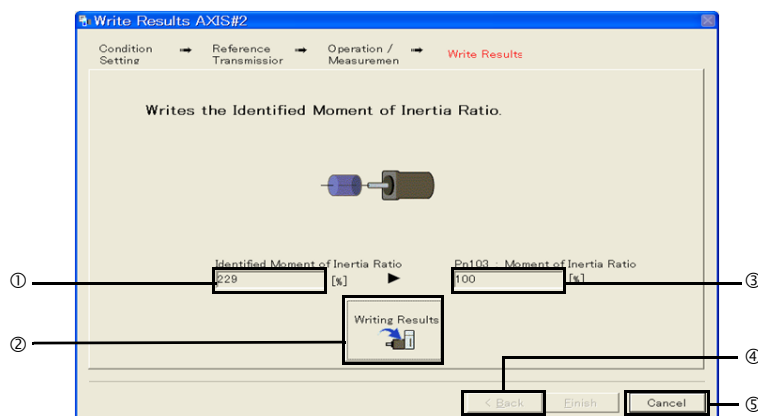 Write Results AXIS#2
Condition Setting ➡ Reference Transmissior ➡ Operation / Measuremen ➡ Write Results
Writes the Identified Moment of Inertia Ratio.
Identified Moment of Inertia Ratio
Pn103 : Moment of Inertia Ratio
① 229 [%] ▶ 100 [%] ③
Writing Results
②
④
< Back Finish Cancel ⑤